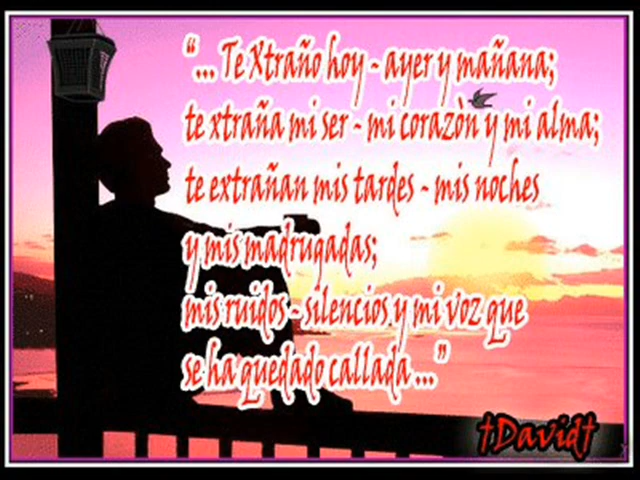 “... Te Xtraño hoy - ayer y mañana;
te xtraña mi ser - mi corazòn y mi alma;
te extrañan mis tardes - mis noches
y mis madrugadas;
mis ruidos - silencios y mi voz que
se ha quedado callada ...”
†David†